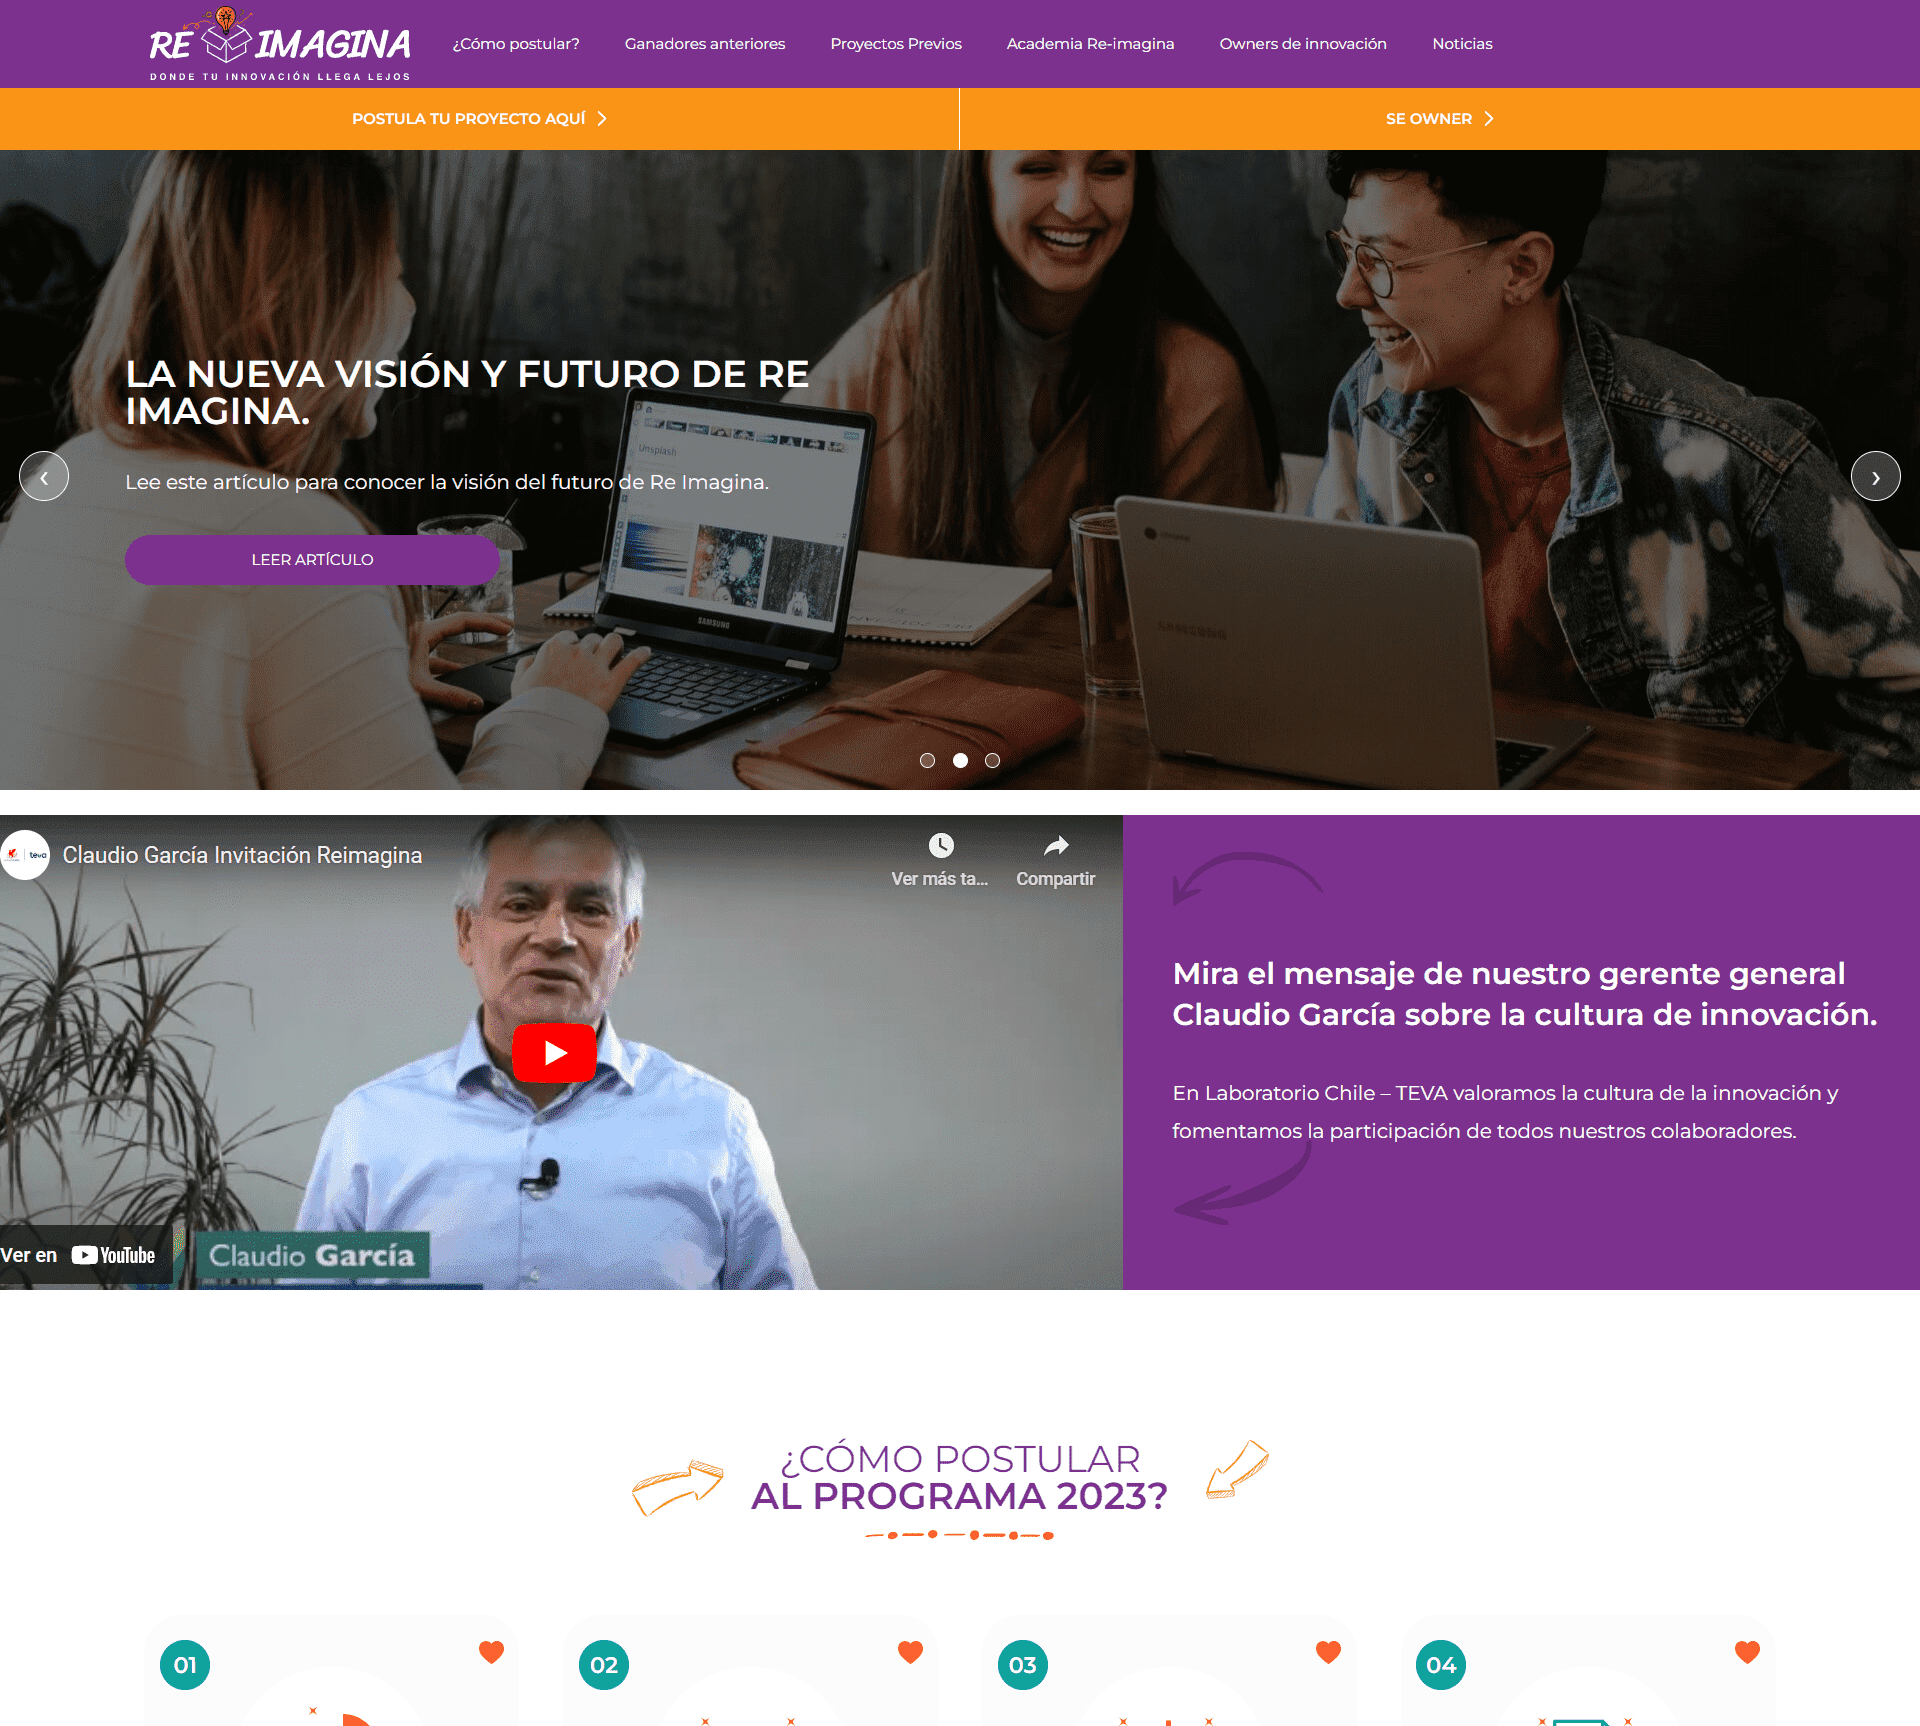 RE IMAGINA
DONDE TU INNOVACIÓN LLEGA LEJOS
¿Cómo postular?
Ganadores anteriores
Proyectos Previos
Academia Re-imagina
Owners de innovación
Noticias
POSTULA TU PROYECTO AQUÍ
SE OWNER
LA NUEVA VISIÓN Y FUTURO DE RE
IMAGINA.
Lee este artículo para conocer la visión del futuro de Re Imagina.
LEER ARTÍCULO
Unsplash
SAMSUNG
chrome
SAMSUNG
teva
Claudio García Invitación Reimagina
Ver más ta...
Compartir
Ver en YouTube
Claudio García
Mira el mensaje de nuestro gerente general
Claudio García sobre la cultura de innovación.
En Laboratorio Chile – TEVA valoramos la cultura de la innovación y
fomentamos la participación de todos nuestros colaboradores.
¿CÓMO POSTULAR
AL PROGRAMA 2023?
01
02
03
04